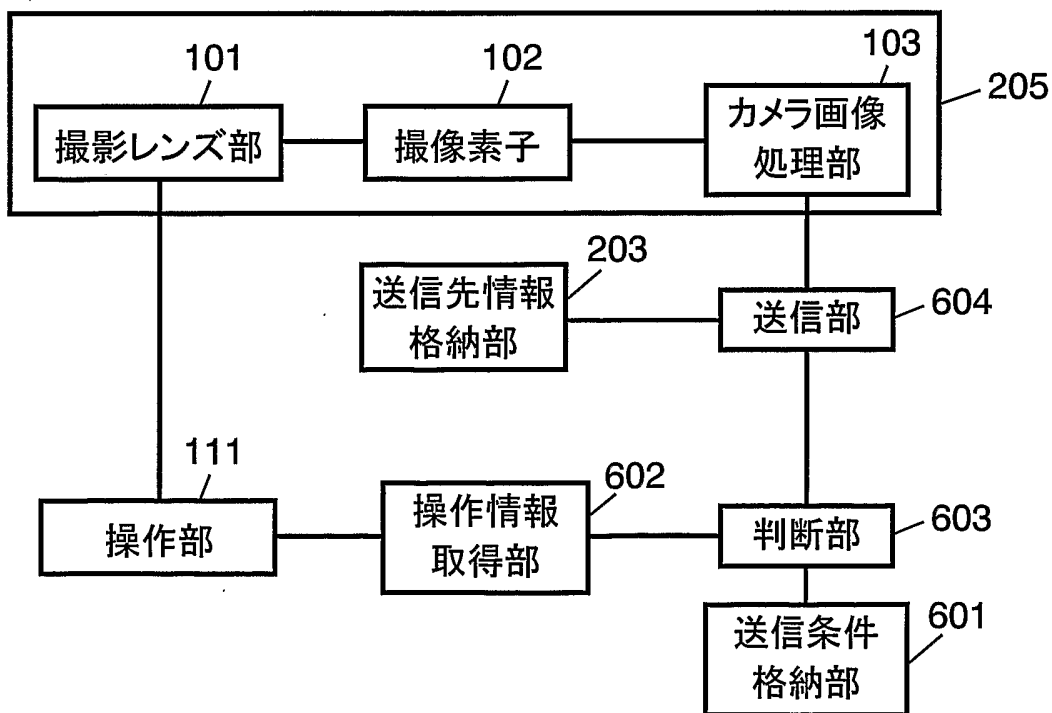 101
102
103
205
撮影レンズ部
撮像素子
カメラ画像
処理部
203
送信先情報
格納部
送信部
604
111
操作部
602
操作情報
取得部
603
判断部
送信条件
格納部
601